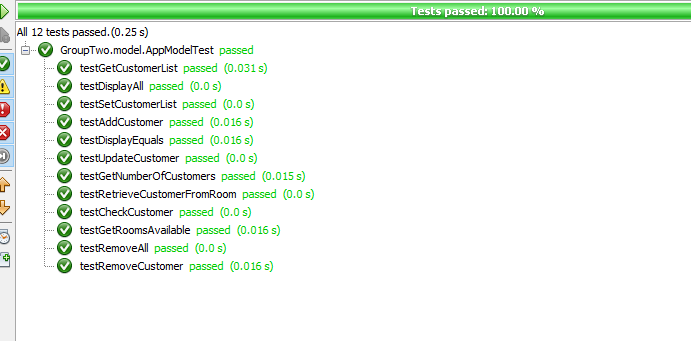 Tests passed: 100.00 %
All 12 tests passed.(0.25 s)
GroupTwo.model.AppModelTest passed
testGetCustomerList passed (0.031 s)
testDisplayAll passed (0.0 s)
testSetCustomerList passed (0.0 s)
testAddCustomer passed (0.016 s)
testDisplayEquals passed (0.016 s)
testUpdateCustomer passed (0.0 s)
testGetNumberOfCustomers passed (0.015 s)
testRetrieveCustomerFromRoom passed (0.0 s)
testCheckCustomer passed (0.0 s)
testGetRoomsAvailable passed (0.016 s)
testRemoveAll passed (0.0 s)
testRemoveCustomer passed (0.016 s)